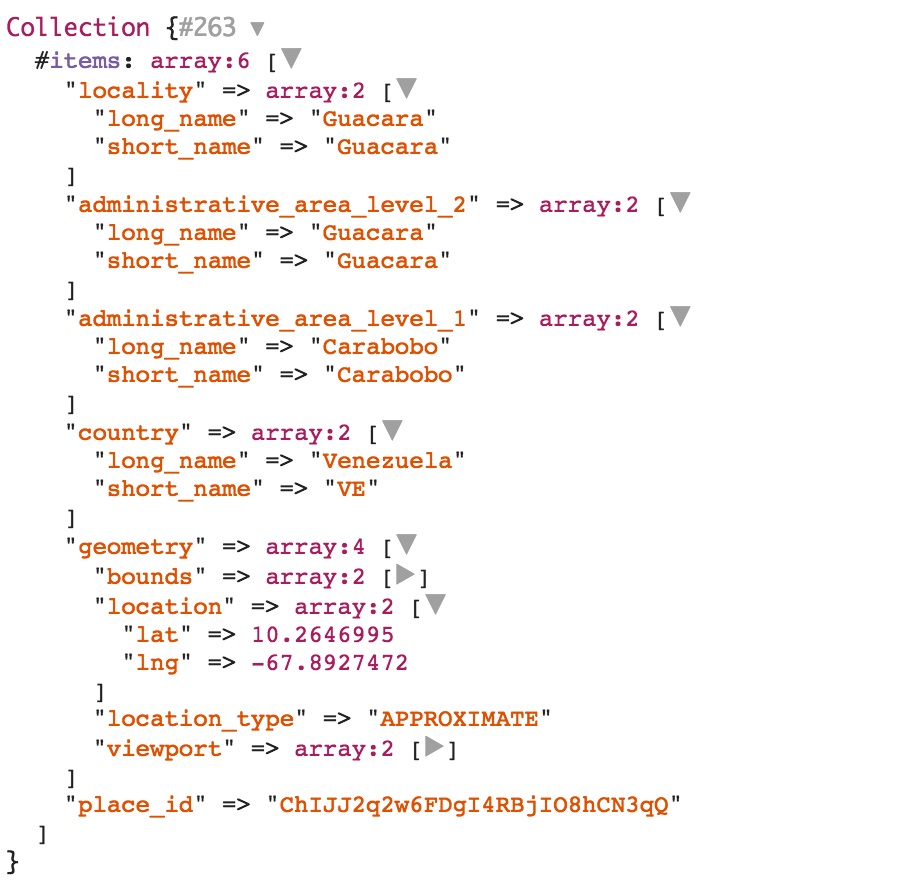 Collection {#263 ▼
  #items: array:6 [▼
    "locality" => array:2 [▼
      "long_name" => "Guacara"
      "short_name" => "Guacara"
    ]
    "administrative_area_level_2" => array:2 [▼
      "long_name" => "Guacara"
      "short_name" => "Guacara"
    ]
    "administrative_area_level_1" => array:2 [▼
      "long_name" => "Carabobo"
      "short_name" => "Carabobo"
    ]
    "country" => array:2 [▼
      "long_name" => "Venezuela"
      "short_name" => "VE"
    ]
    "geometry" => array:4 [▼
      "bounds" => array:2 [▶]
      "location" => array:2 [▼
        "lat" => 10.2646995
        "lng" => -67.8927472
      ]
      "location_type" => "APPROXIMATE"
      "viewport" => array:2 [▶]
    ]
    "place_id" => "ChIJJ2q2w6FDgI4RBjIO8hCN3qQ"
  ]
}